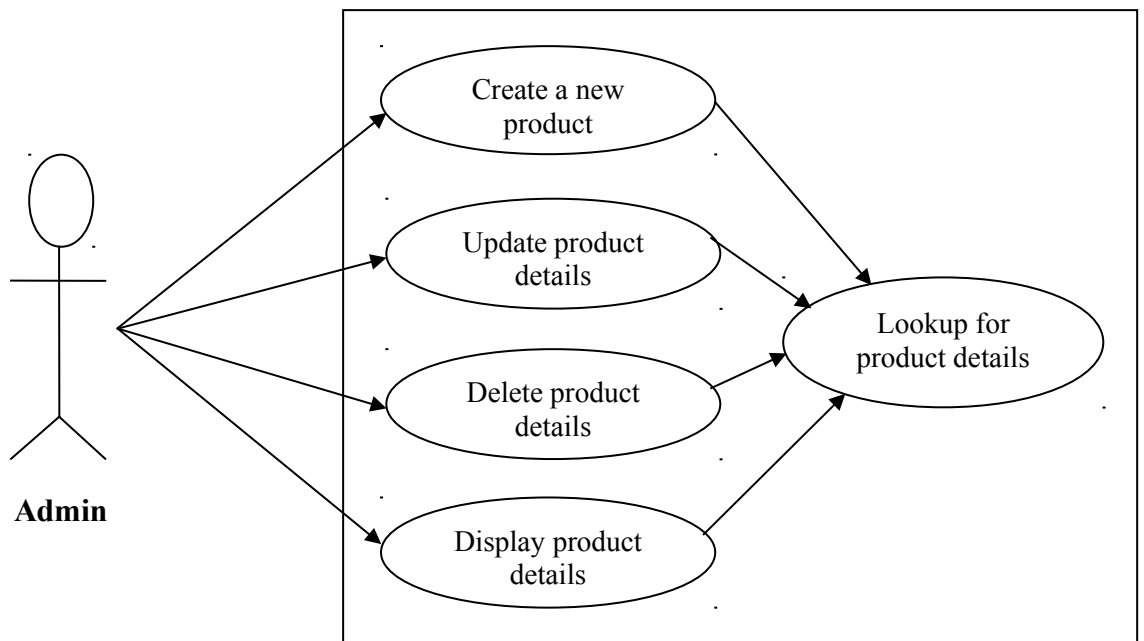 Create a new
product
Update product
details
Lookup for
product details
Delete product
details
Admin
Display product
details